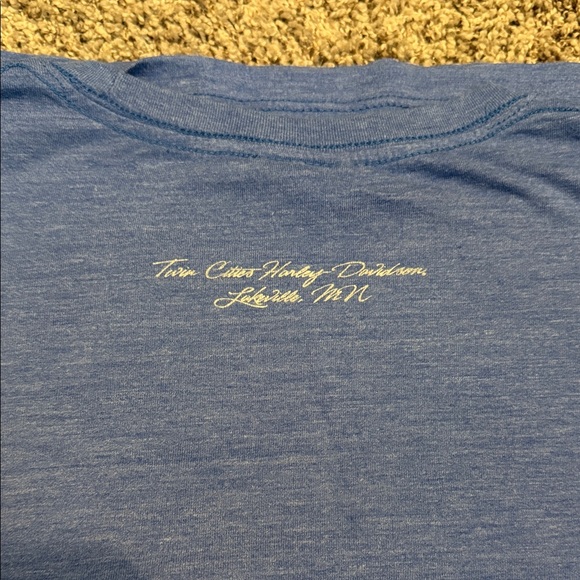 Twin Cities Harley-Davidson,
Lakeville, MN